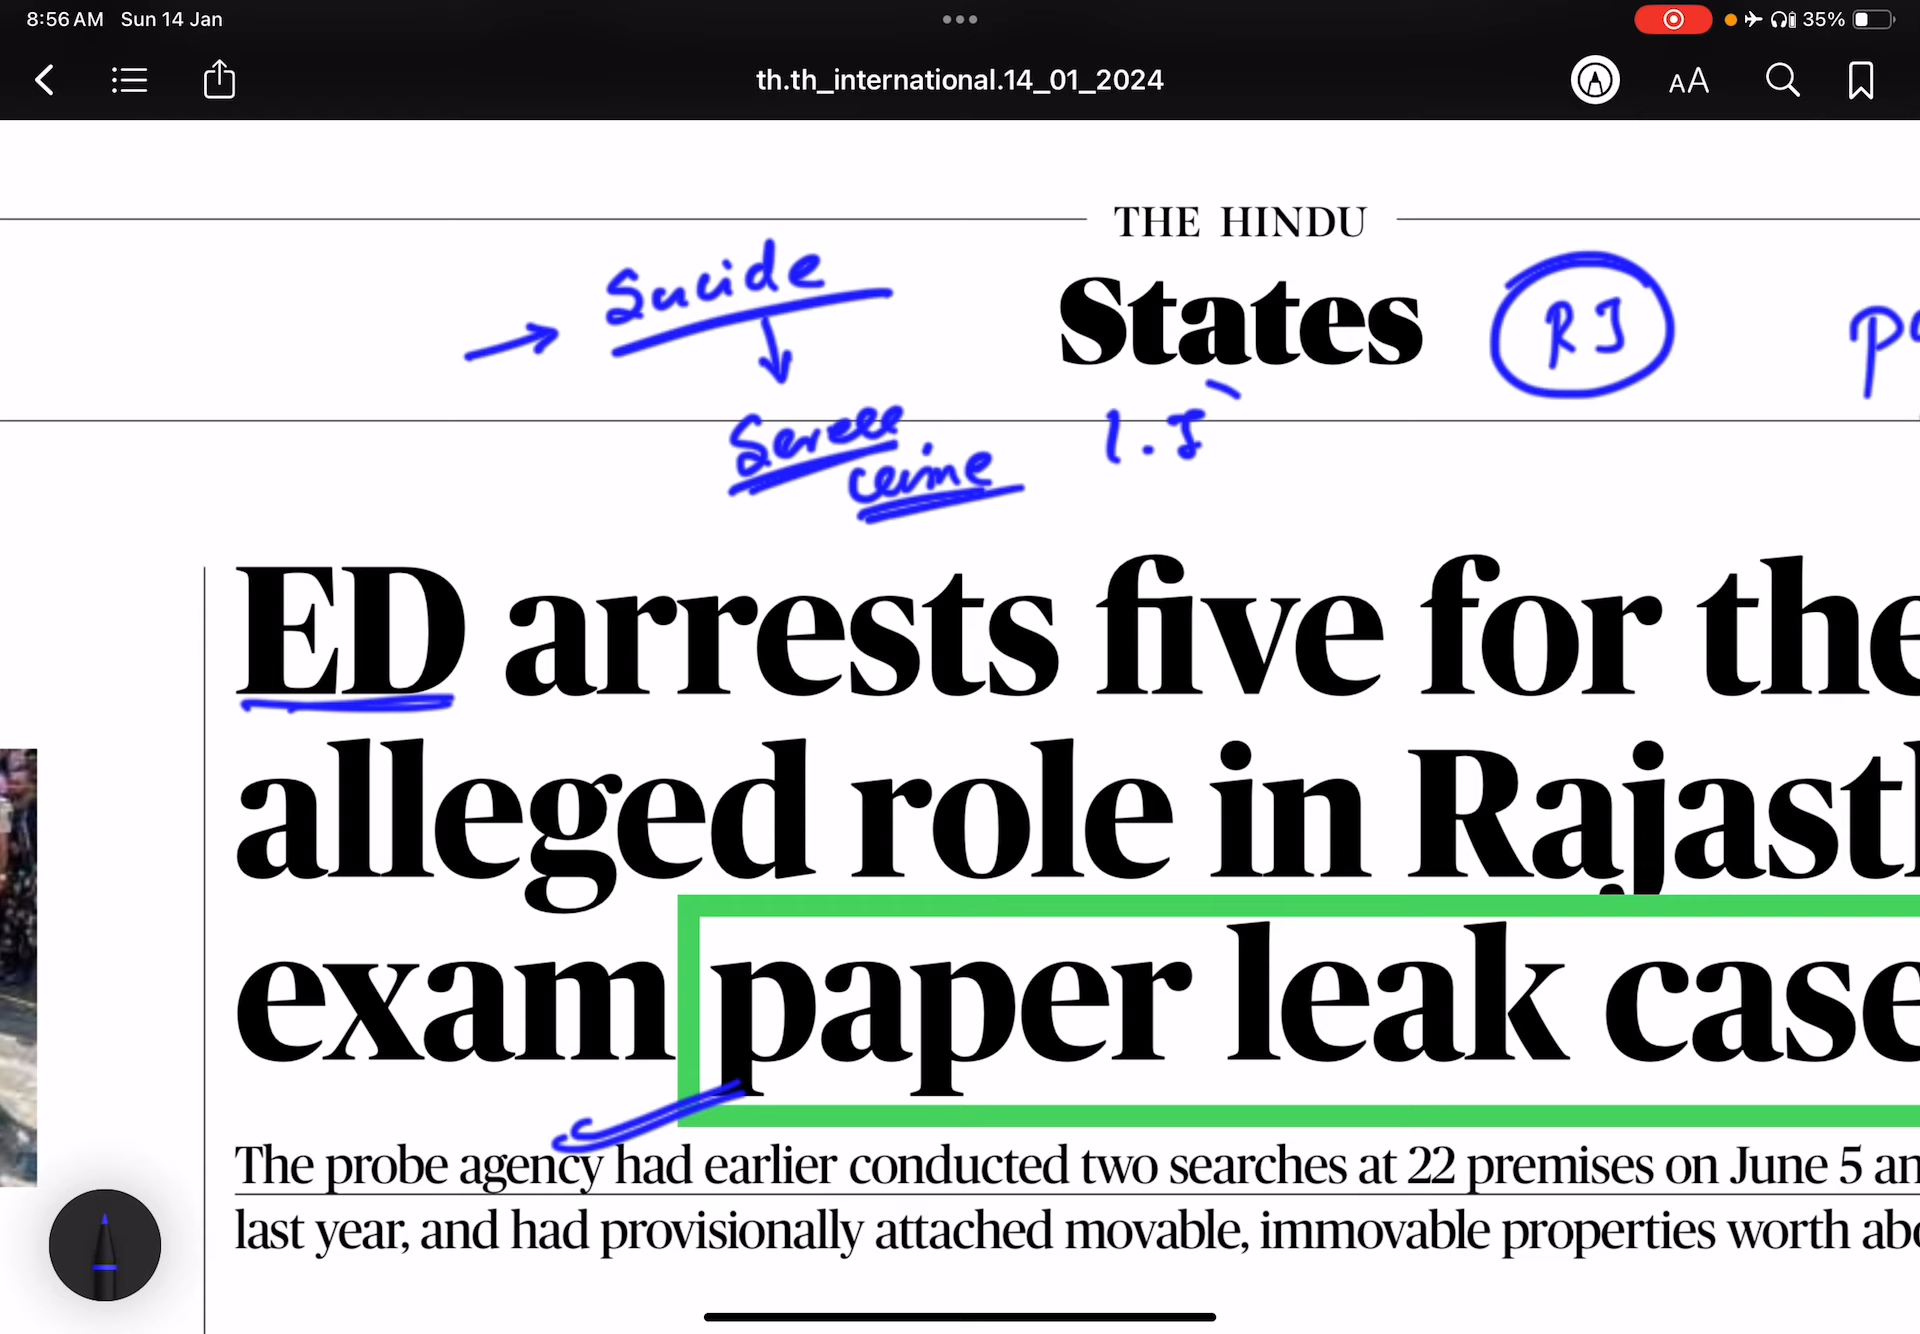 8:56 AM Sun 14 Jan
35%
th.th_international.14_01_2024
AA
THE HINDU
States
Sucide
RJ
crime
ED arrests five for the
alleged role in Rajast
exam paper leak case
The probe agency had earlier conducted two searches at 22 premises on June 5 an
last year, and had provisionally attached movable, immovable properties worth abo